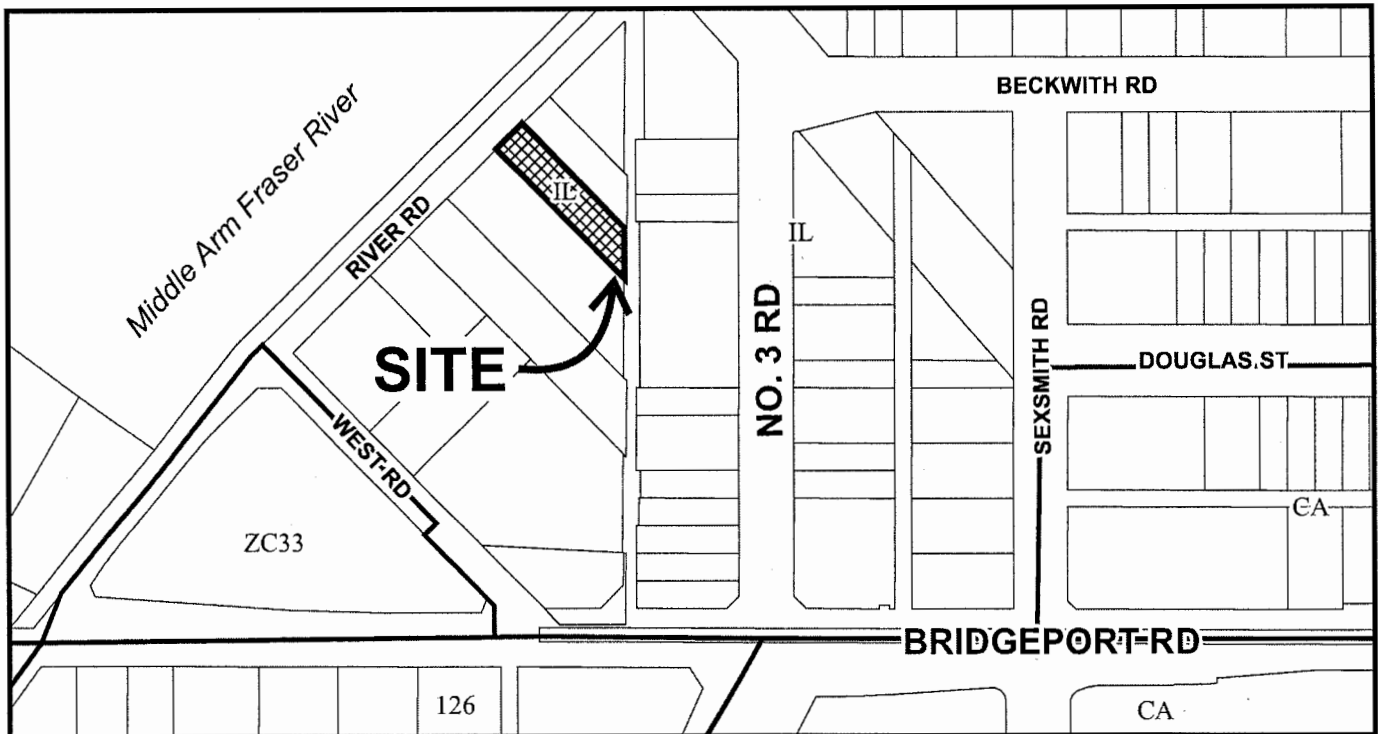 BECKWITH RD
Middle Arm Fraser River
IL
RIVER RD
IL
NO. 3 RD
SEXSMITH RD
SITE
DOUGLAS ST
WEST RD
CA
ZC33
BRIDGEPORT RD
126
CA